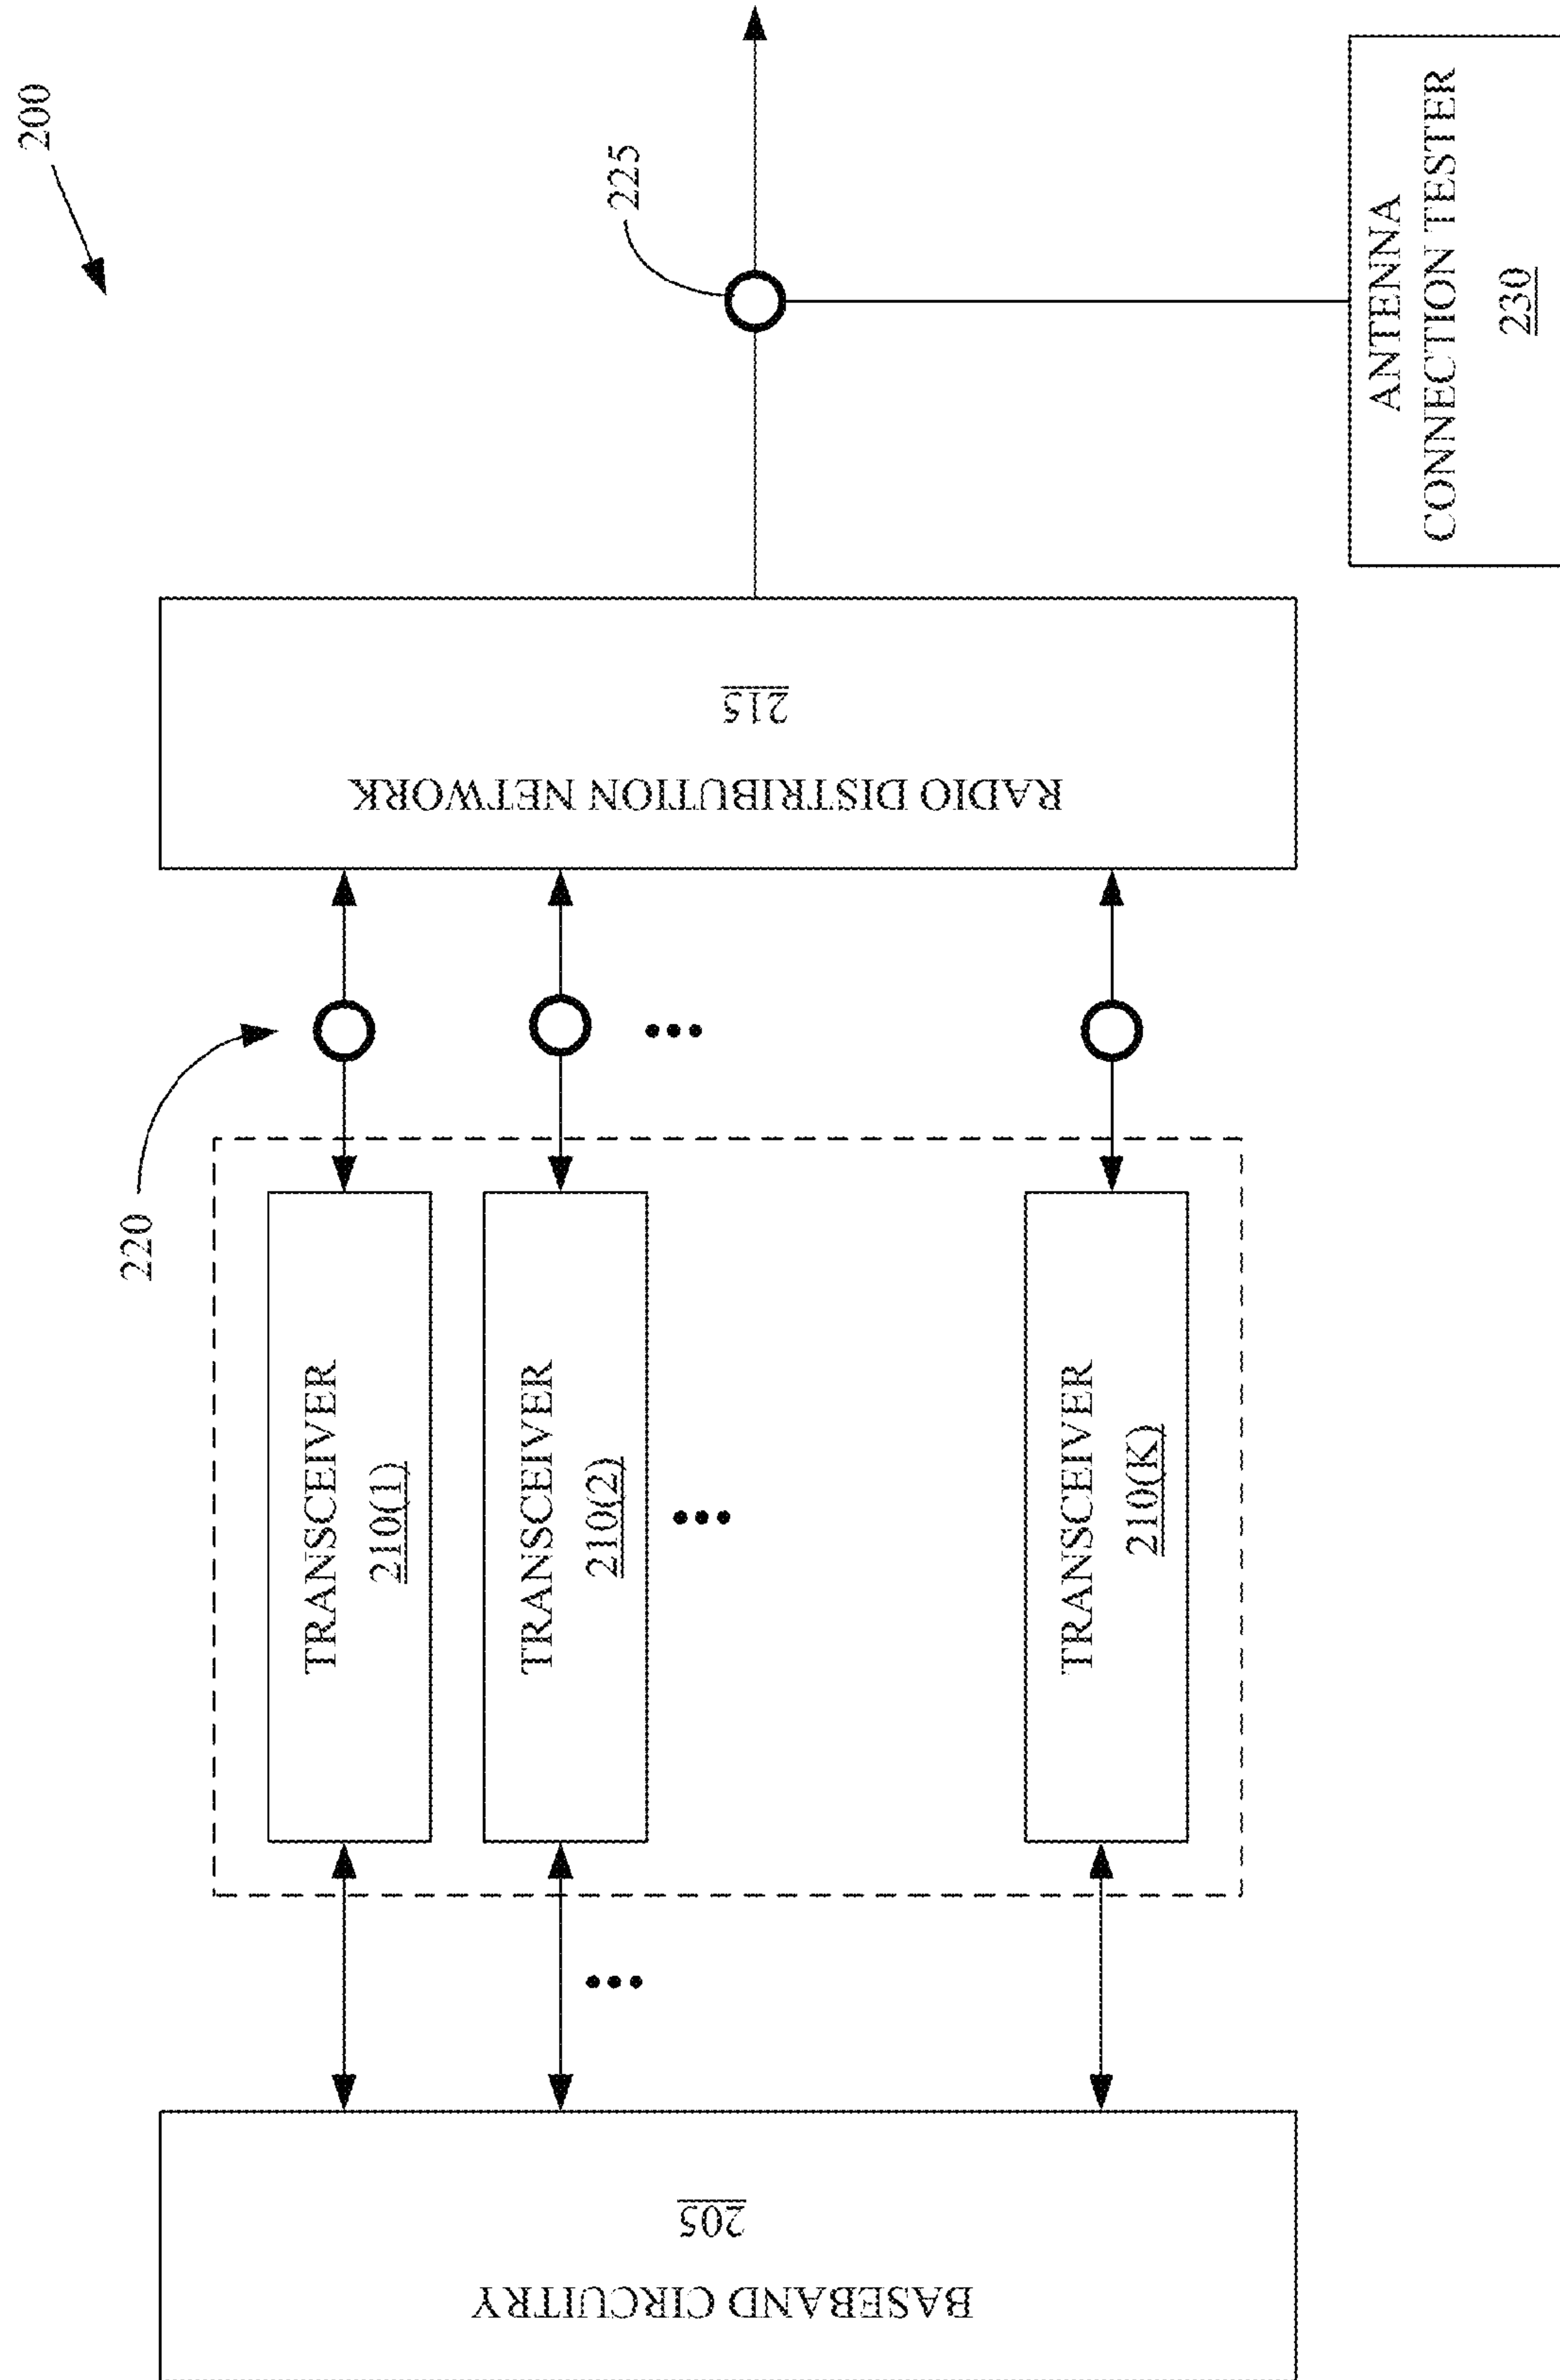 200
220
225
BASEBAND CIRCUITRY
205
TRANSCEIVER
210(1)
TRANSCEIVER
210(2)
TRANSCEIVER
210(K)
RADIO DISTRIBUTION NETWORK
215
ANTENNA
CONNECTION TESTER
230